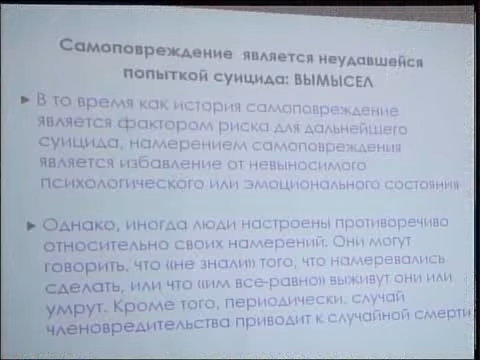 Самоповреждение является неудавшейся
попыткой суицида: ВЫМЫСЕЛ
В то время как история самоповреждение
является фактором риска для дальнейшего
суицида, намерением самоповреждения
является избавление от невыносимого
психологического или эмоционального состояния
Однако, иногда люди настроены противоречиво
относительно своих намерений. Они могут
говорить, что «не знали» того, что намеревались
сделать, или что «им все-равно» выживут они или
умрут. Кроме того, периодически, случай
членовредительства приводит к случайной смерти